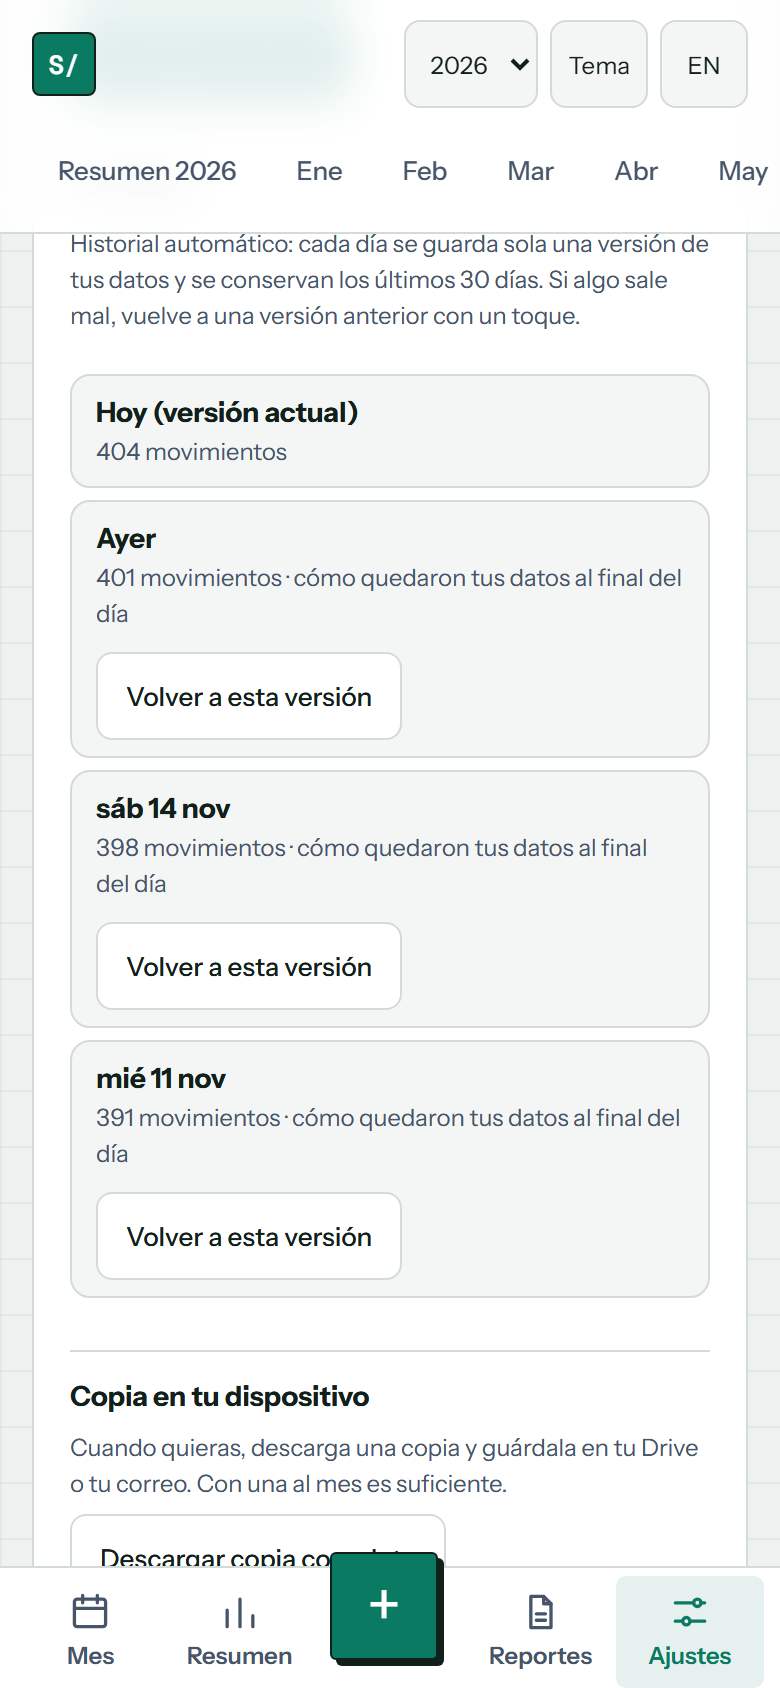 S/
2026
Tema
EN
Resumen 2026
Ene
Feb
Mar
Abr
May
Historial automático: cada día se guarda sola una versión de
tus datos y se conservan los últimos 30 días. Si algo sale
mal, vuelve a una versión anterior con un toque.
Hoy (versión actual)
404 movimientos
Ayer
401 movimientos · cómo quedaron tus datos al final del
día
Volver a esta versión
sáb 14 nov
398 movimientos · cómo quedaron tus datos al final
del día
Volver a esta versión
mié 11 nov
391 movimientos · cómo quedaron tus datos al final del
día
Volver a esta versión
Copia en tu dispositivo
Cuando quieras, descarga una copia y guárdala en tu Drive
o tu correo. Con una al mes es suficiente.
Descargar copia
+
Mes
Resumen
Reportes
Ajustes